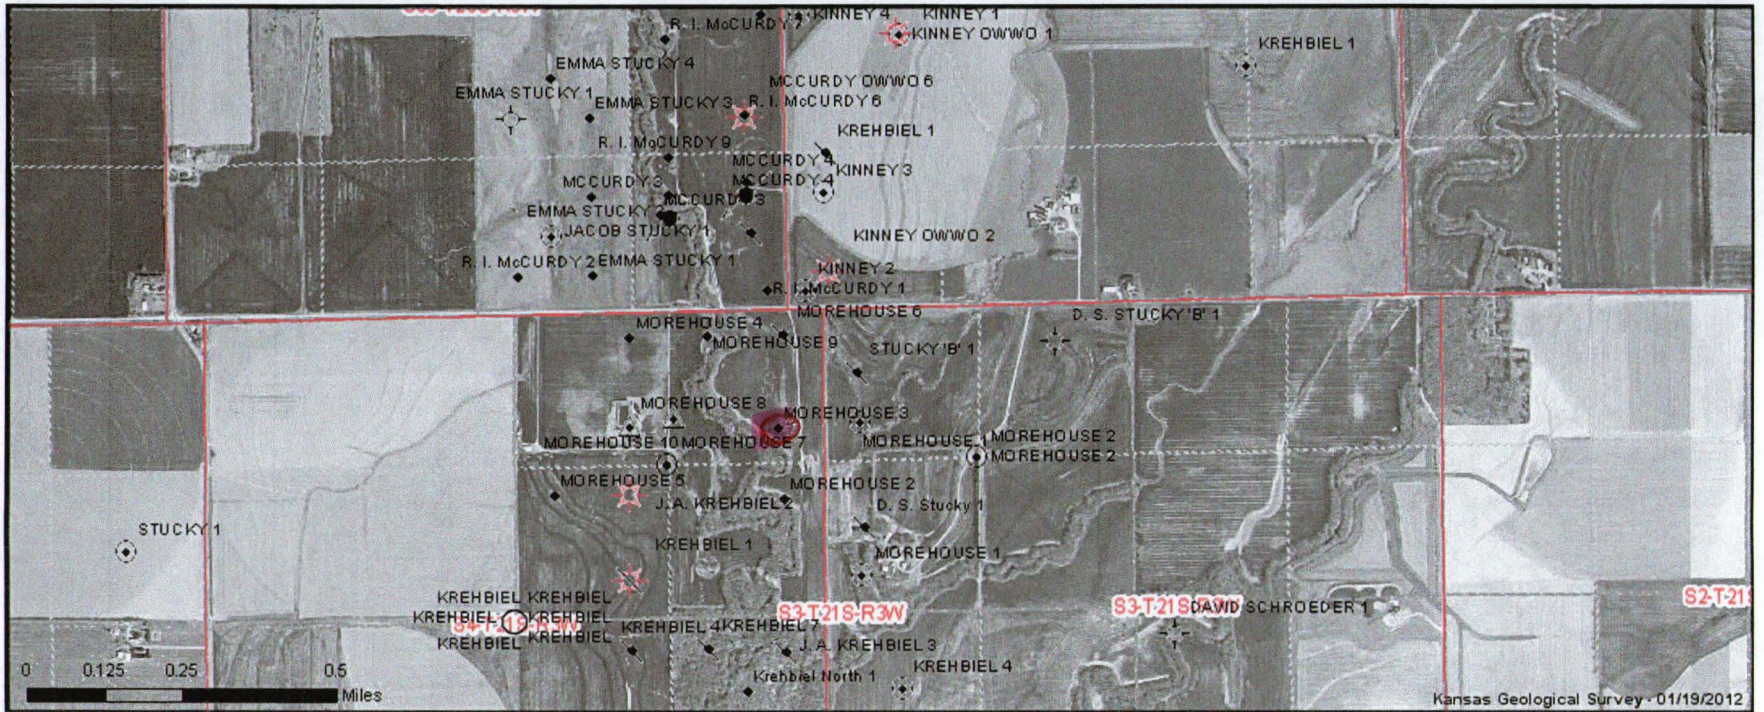 R. I. McCURDY 7
KINNEY 4
KINNEY 1
KINNEY OWWO 1
KREHBIEL 1
EMMA STUCKY 4
MCCURDY OWWO 6
EMMA STUCKY 1
EMMA STUCKY 3
R. I. McCURDY 6
KREHBIEL 1
R. I. McCURDY 9
MCCURDY 4
KINNEY 3
MCCURDY 3
MCCURDY 4
MCCURDY 3
EMMA STUCKY
JACOB STUCKY 1
KINNEY OWWO 2
R. I. McCURDY 2
EMMA STUCKY 1
KINNEY 2
R. I. McCURDY 1
MOREHOUSE 6
D. S. STUCKY 'B' 1
MOREHOUSE 4
MOREHOUSE 9
STUCKY 'B' 1
MOREHOUSE 8
MOREHOUSE 3
MOREHOUSE 10
MOREHOUSE 7
MOREHOUSE 1
MOREHOUSE 2
MOREHOUSE 2
MOREHOUSE 5
MOREHOUSE 2
J.A. KREHBIEL 2
D. S. Stucky 1
STUCKY 1
KREHBIEL 1
MOREHOUSE 1
KREHBIEL KREHBIEL
KREHBIEL KREHBIEL
S3-T21S-R3W
DAVID SCHROEDER 1
KREHBIEL KREHBIEL
KREHBIEL 4
KREHBIEL 7
J.A. KREHBIEL 3
Krehbiel North 1
KREHBIEL 4
0 0.125 0.25 0.5
Miles
Kansas Geological Survey - 01/19/2012